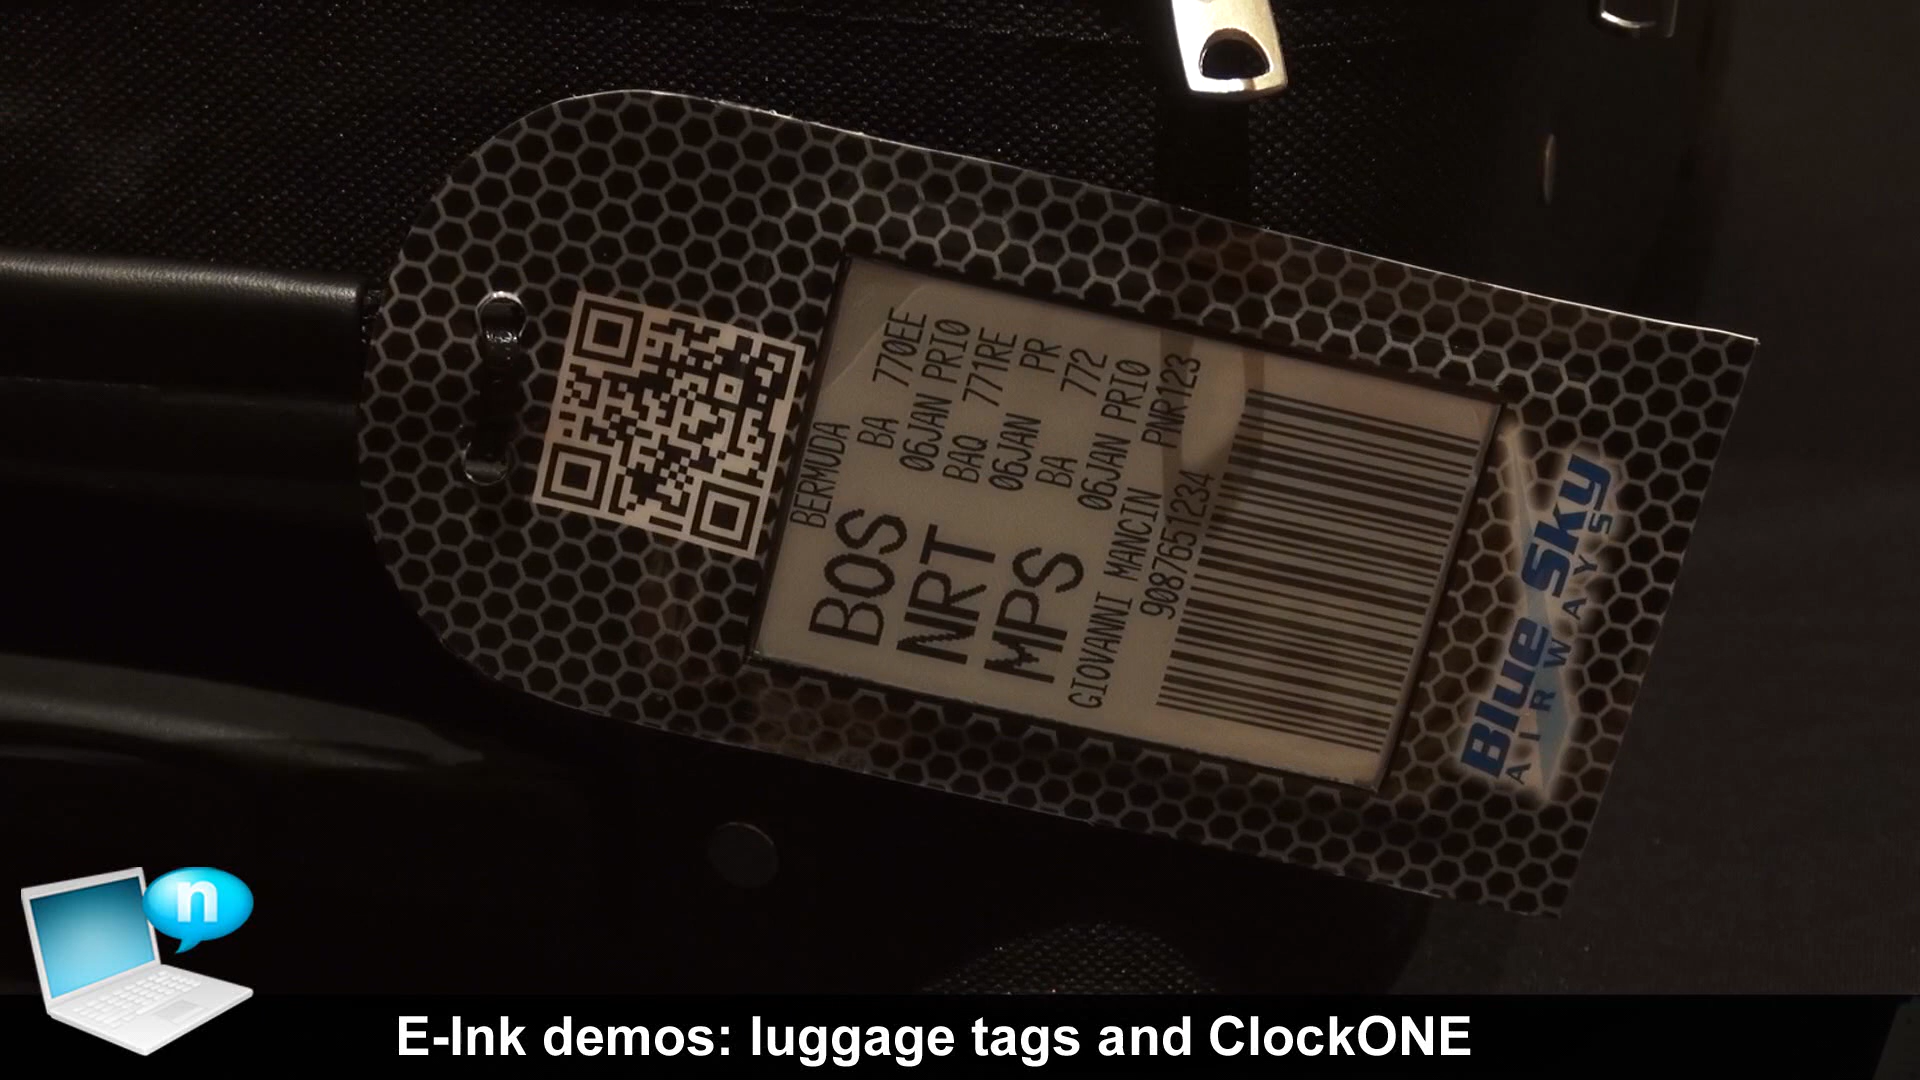 BERMUDA
BOS
BA 770EE
06JAN PRIO
NRT
BAQ 771RE
06JAN PR
MPS
BA 772
06JAN PRIO
GIOVANNI MANCIN PNR123
9087651234
Blue Sky
AIRWAYS
n
E-Ink demos: luggage tags and ClockONE